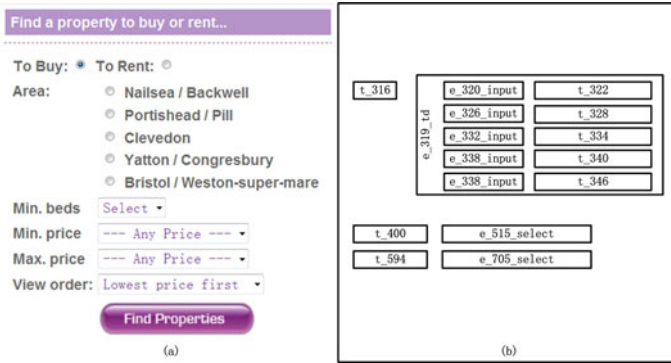 Find a property to buy or rent...
To Buy: To Rent:
Area: Nailsea / Backwell
Portishead / Pill
Clevedon
Yatton / Congresbury
Bristol / Weston-super-mare
Min. beds Select
Min. price --- Any Price ---
Max. price --- Any Price ---
View order: Lowest price first
Find Properties
(a)
t_316 e_320_input t_322
e_326_input t_328
e_319_td
e_332_input t_334
e_338_input t_340
e_338_input t_346
t_400 e_515_select
t_594 e_705_select
(b)